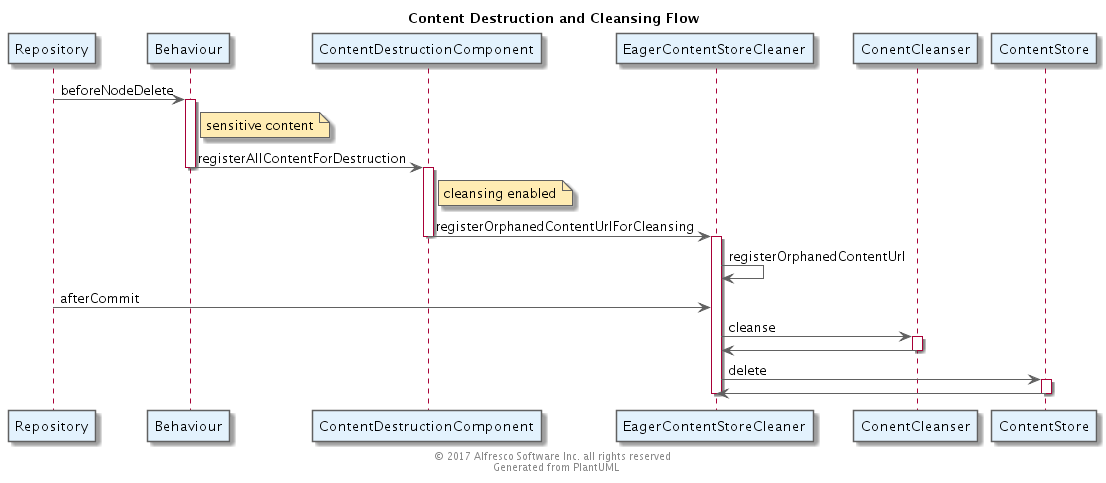 Content Destruction and Cleansing Flow
Repository
Behaviour
ContentDestructionComponent
EagerContentStoreCleaner
ConentCleanser
ContentStore
beforeNodeDelete
sensitive content
registerAllContentForDestruction
cleansing enabled
registerOrphanedContentUrlForCleansing
registerOrphanedContentUrl
afterCommit
cleanse
delete
Repository
Behaviour
ContentDestructionComponent
EagerContentStoreCleaner
ConentCleanser
ContentStore
© 2017 Alfresco Software Inc. all rights reserved
Generated from PlantUML